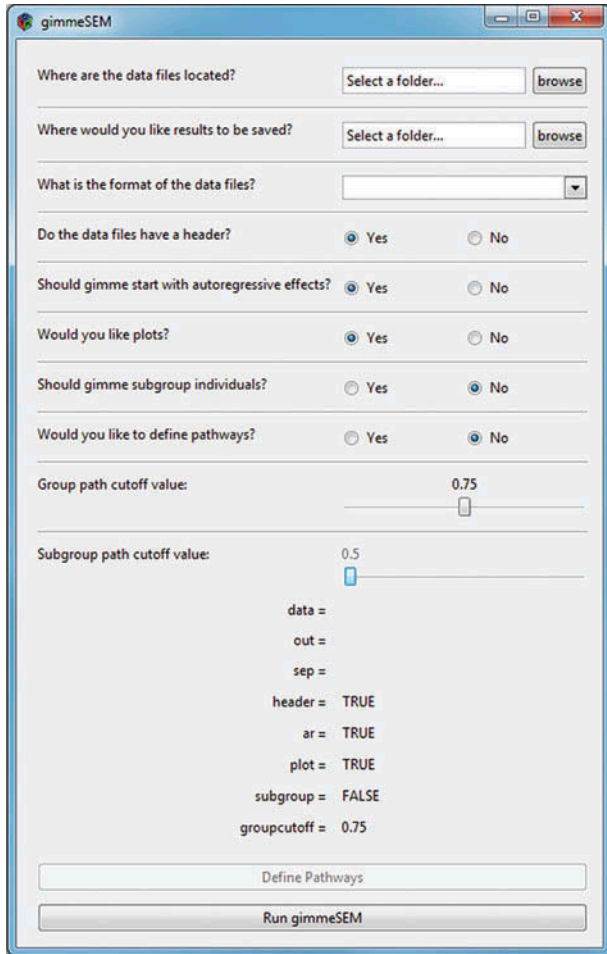 gimmeSEM
Where are the data files located? Select a folder... browse
Where would you like results to be saved? Select a folder... browse
What is the format of the data files?
Do the data files have a header? Yes No
Should gimme start with autoregressive effects? Yes No
Would you like plots? Yes No
Should gimme subgroup individuals? Yes No
Would you like to define pathways? Yes No
Group path cutoff value: 0.75
Subgroup path cutoff value: 0.5
data =
out =
sep =
header = TRUE
ar = TRUE
plot = TRUE
subgroup = FALSE
groupcutoff = 0.75
Define Pathways
Run gimmeSEM